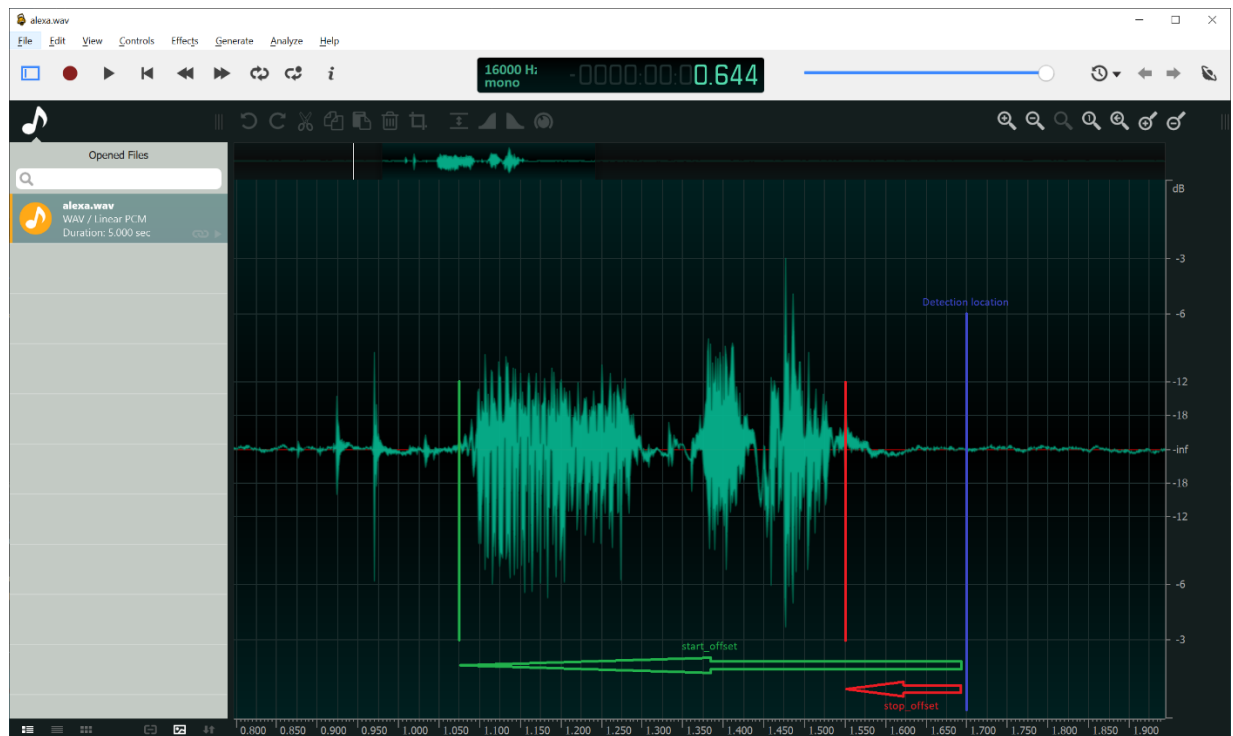 alexa.wav
File Edit View Controls Effects Generate Analyze Help
16000 Hz
mono
-0000:00:00.644
Opened Files
alexa.wav
WAV / Linear PCM
Duration: 5.000 sec
dB
-3
-6
-12
-18
-inf
-18
-12
-6
-3
Detection location
start_offset
stop_offset
0.800 0.850 0.900 0.950 1.000 1.050 1.100 1.150 1.200 1.250 1.300 1.350 1.400 1.450 1.500 1.550 1.600 1.650 1.700 1.750 1.800 1.850 1.900